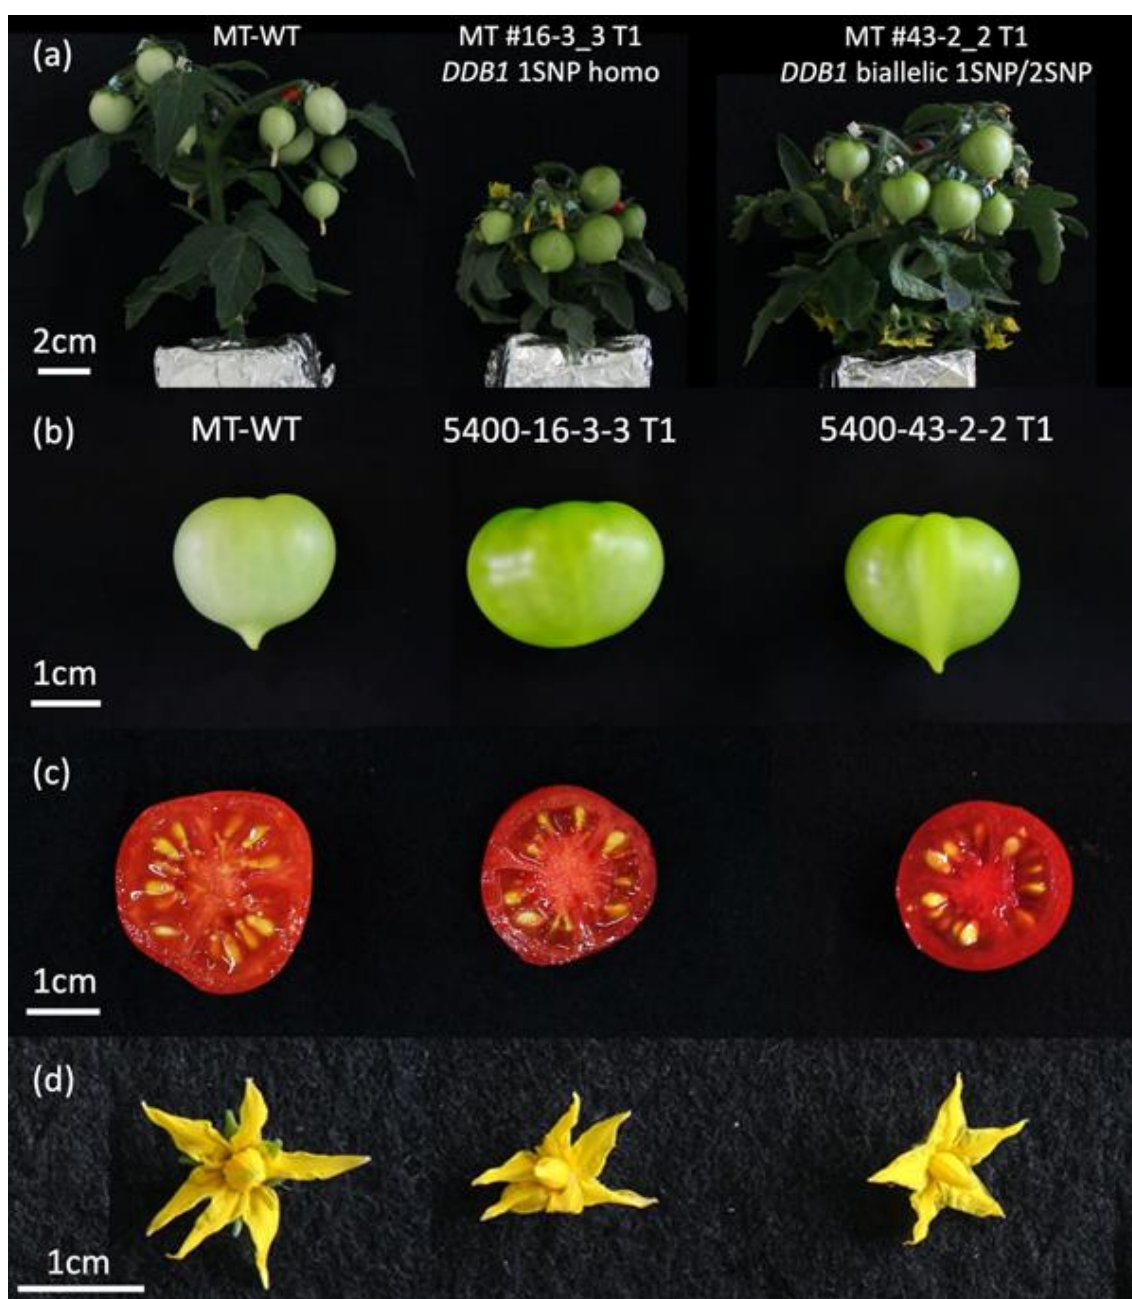 (a)
MT-WT
MT #16-3_3 T1
DDB1 1SNP homo
MT #43-2_2 T1
DDB1 biallelic 1SNP/2SNP
2cm
(b)
MT-WT
5400-16-3-3 T1
5400-43-2-2 T1
1cm
(c)
1cm
(d)
1cm